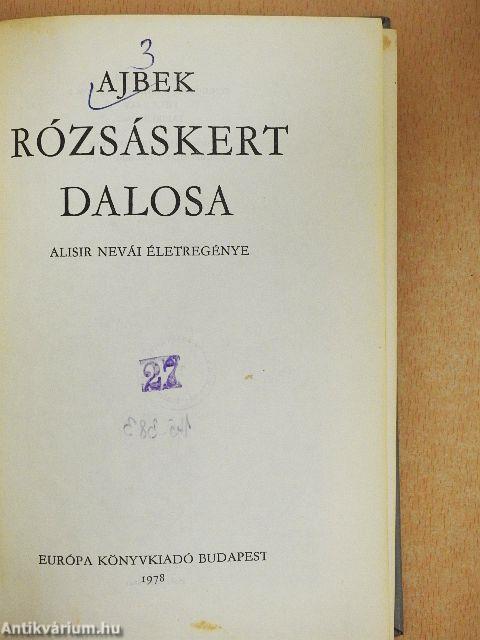 3
AJBEK
RÓZSÁSKERT
DALOSA
ALISIR NEVÁI ÉLETREGÉNYE
27
EURÓPA KÖNYVKIADÓ BUDAPEST
1978
Antikvárium.hu